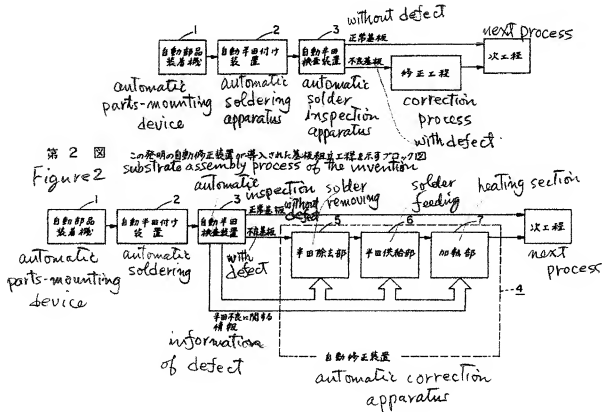 1 2 3
自動部品装着機
自動半田付け装置
自動半田検査装置
正常基板
不良基板
修正工程
次工程
without defect
next process
automatic parts-mounting device
automatic soldering apparatus
automatic solder inspection apparatus
correction process
with defect
第 2 図
この発明の自動修正装置が導入された基板組立工程を示すブロック図
Figure 2
substrate assembly process of the invention
automatic inspection
without defect
solder removing
solder feeding
heating section
1 2 3
自動部品装着機
自動半田付け装置
自動半田検査装置
正常基板
不良基板
5 6 7
半田除去部
半田供給部
加熱部
次工程
automatic parts-mounting device
automatic soldering
with defect
next process
4
半田不良に関する情報
information of defect
自動修正装置
automatic correction apparatus